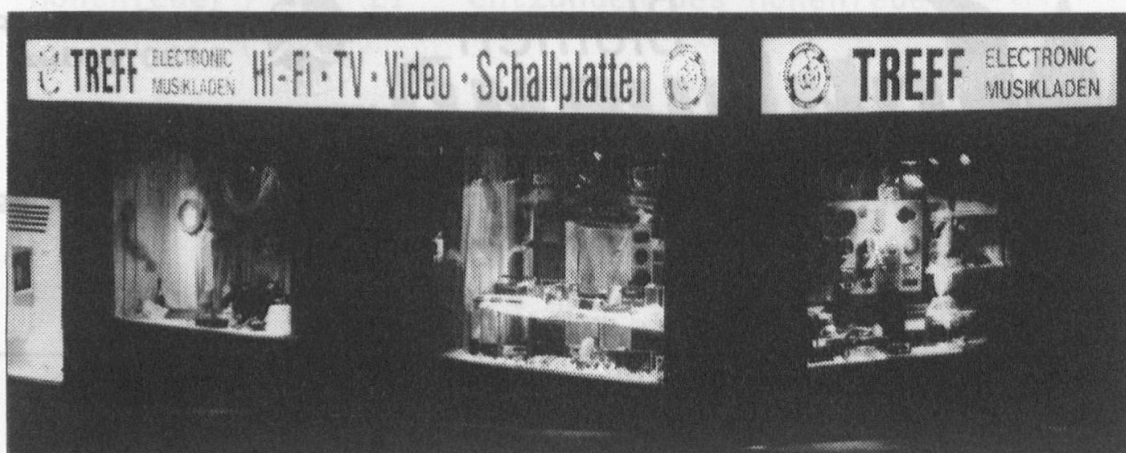 TREFF ELECTRONIC MUSIKLADEN Hi-Fi · TV · Video · Schallplatten
TREFF ELECTRONIC MUSIKLADEN